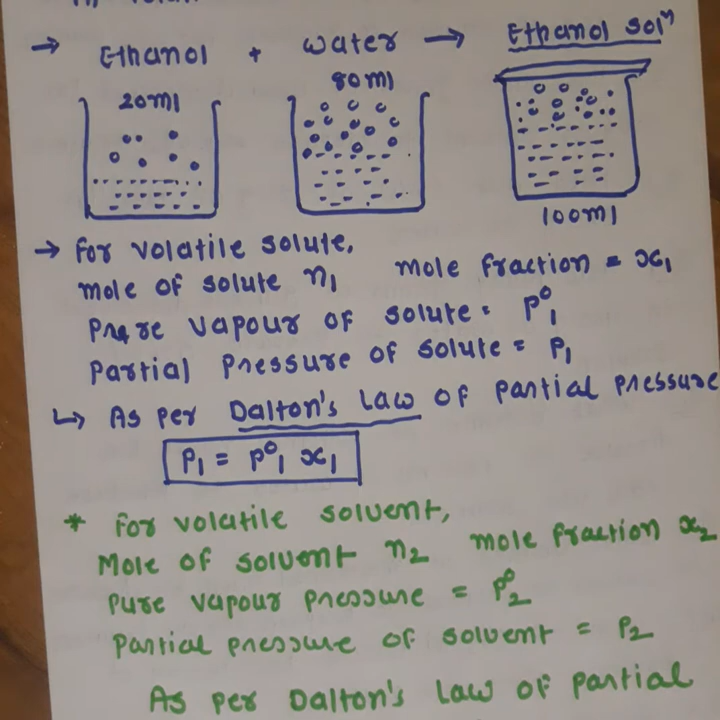 → Ethanol + Water → Ethanol solⁿ
20ml 80ml
100ml
→ For volatile solute,
mole of solute n₁ mole fraction = x₁
Pure vapour of solute = P⁰₁
Partial Pressure of solute = P₁
↳ As per Dalton's Law of partial pressure
P₁ = P⁰₁ x₁
* For volatile solvent,
Mole of solvent n₂ mole fraction x₂
Pure vapour pressure = P⁰₂
Partial pressure of solvent = P₂
As per Dalton's Law of partial